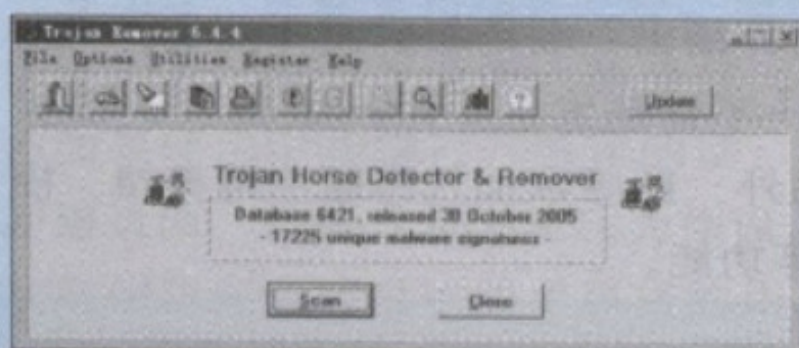 Trojan Remover 6.4.4
File Options Utilities Register Help
Update
Trojan Horse Detector & Remover
Database 6421, released 30 October 2005
- 17225 unique malware signatures -
Scan
Close